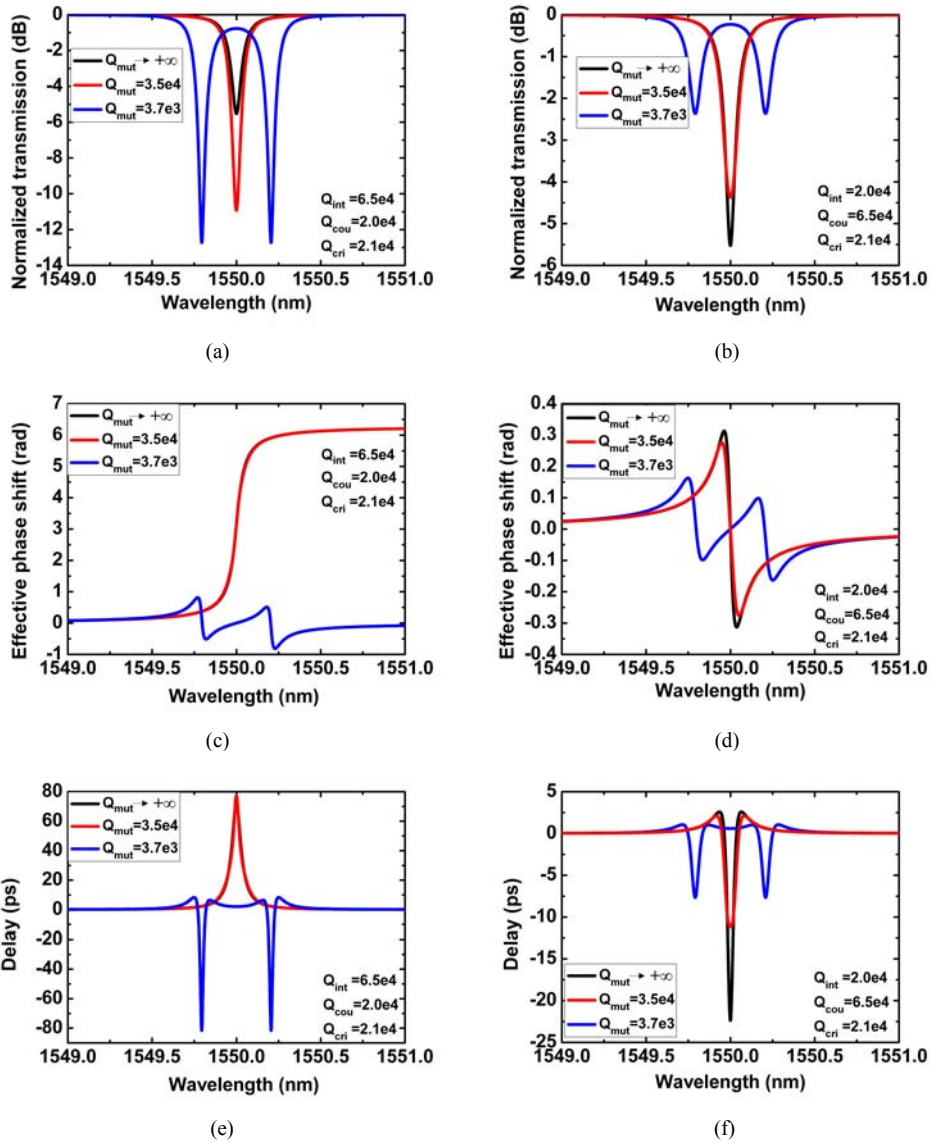 Normalized transmission (dB)
0
-2
-4
-6
-8
-10
-12
-14
Q_mut → +∞
Q_mut=3.5e4
Q_mut=3.7e3
Q_int =6.5e4
Q_cou =2.0e4
Q_cri =2.1e4
1549.0 1549.5 1550.0 1550.5 1551.0
Wavelength (nm)
(a)
Normalized transmission (dB)
0
-1
-2
-3
-4
-5
-6
Q_mut → +∞
Q_mut=3.5e4
Q_mut=3.7e3
Q_int =2.0e4
Q_cou =6.5e4
Q_cri =2.1e4
1549.0 1549.5 1550.0 1550.5 1551.0
Wavelength (nm)
(b)
Effective phase shift (rad)
7
6
5
4
3
2
1
0
-1
Q_mut → +∞
Q_mut=3.5e4
Q_mut=3.7e3
Q_int =6.5e4
Q_cou =2.0e4
Q_cri =2.1e4
1549.0 1549.5 1550.0 1550.5 1551.0
Wavelength (nm)
(c)
Effective phase shift (rad)
0.4
0.3
0.2
0.1
0.0
-0.1
-0.2
-0.3
-0.4
Q_mut → +∞
Q_mut=3.5e4
Q_mut=3.7e3
Q_int =2.0e4
Q_cou =6.5e4
Q_cri =2.1e4
1549.0 1549.5 1550.0 1550.5 1551.0
Wavelength (nm)
(d)
Delay (ps)
80
60
40
20
0
-20
-40
-60
-80
Q_mut → +∞
Q_mut=3.5e4
Q_mut=3.7e3
Q_int =6.5e4
Q_cou =2.0e4
Q_cri =2.1e4
1549.0 1549.5 1550.0 1550.5 1551.0
Wavelength (nm)
(e)
Delay (ps)
5
0
-5
-10
-15
-20
-25
Q_mut → +∞
Q_mut=3.5e4
Q_mut=3.7e3
Q_int =2.0e4
Q_cou =6.5e4
Q_cri =2.1e4
1549.0 1549.5 1550.0 1550.5 1551.0
Wavelength (nm)
(f)